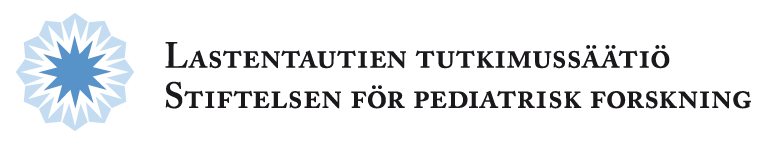 Lastentautien tutkimussäätiö
Stiftelsen för pediatrisk forskning